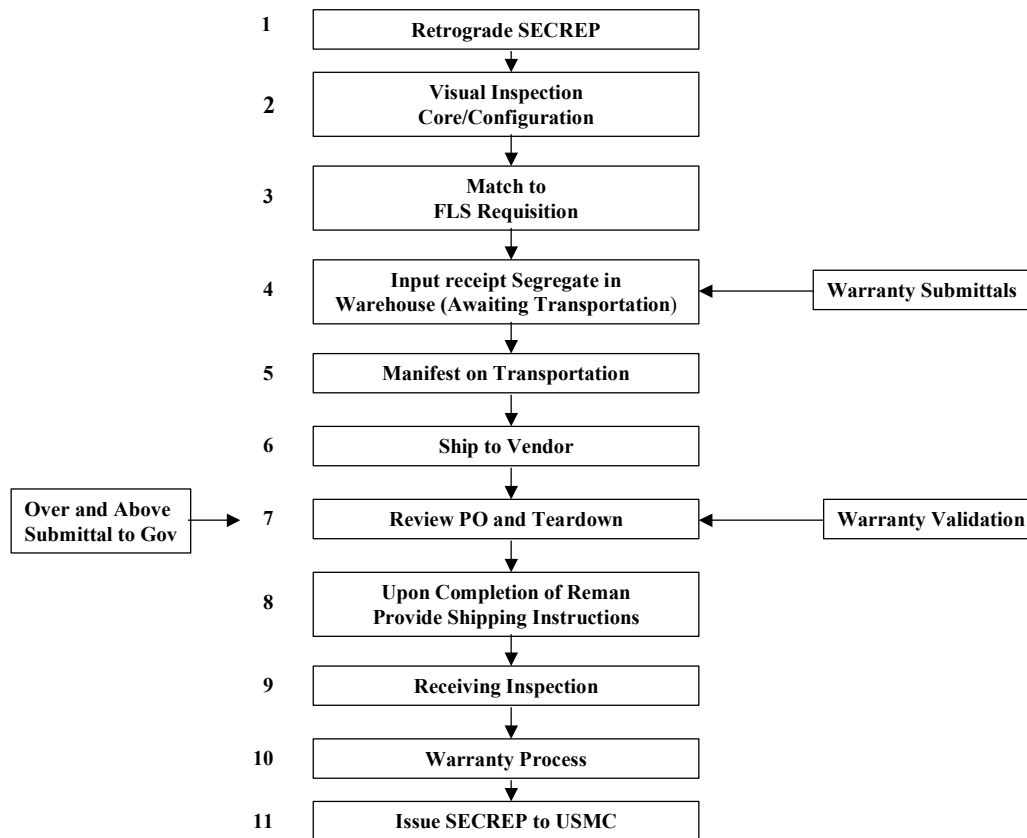 1
Retrograde SECREP
2
Visual Inspection
Core/Configuration
3
Match to
FLS Requisition
4
Input receipt Segregate in
Warehouse (Awaiting Transportation)
Warranty Submittals
5
Manifest on Transportation
6
Ship to Vendor
Over and Above
Submittal to Gov
7
Review PO and Teardown
Warranty Validation
8
Upon Completion of Reman
Provide Shipping Instructions
9
Receiving Inspection
10
Warranty Process
11
Issue SECREP to USMC